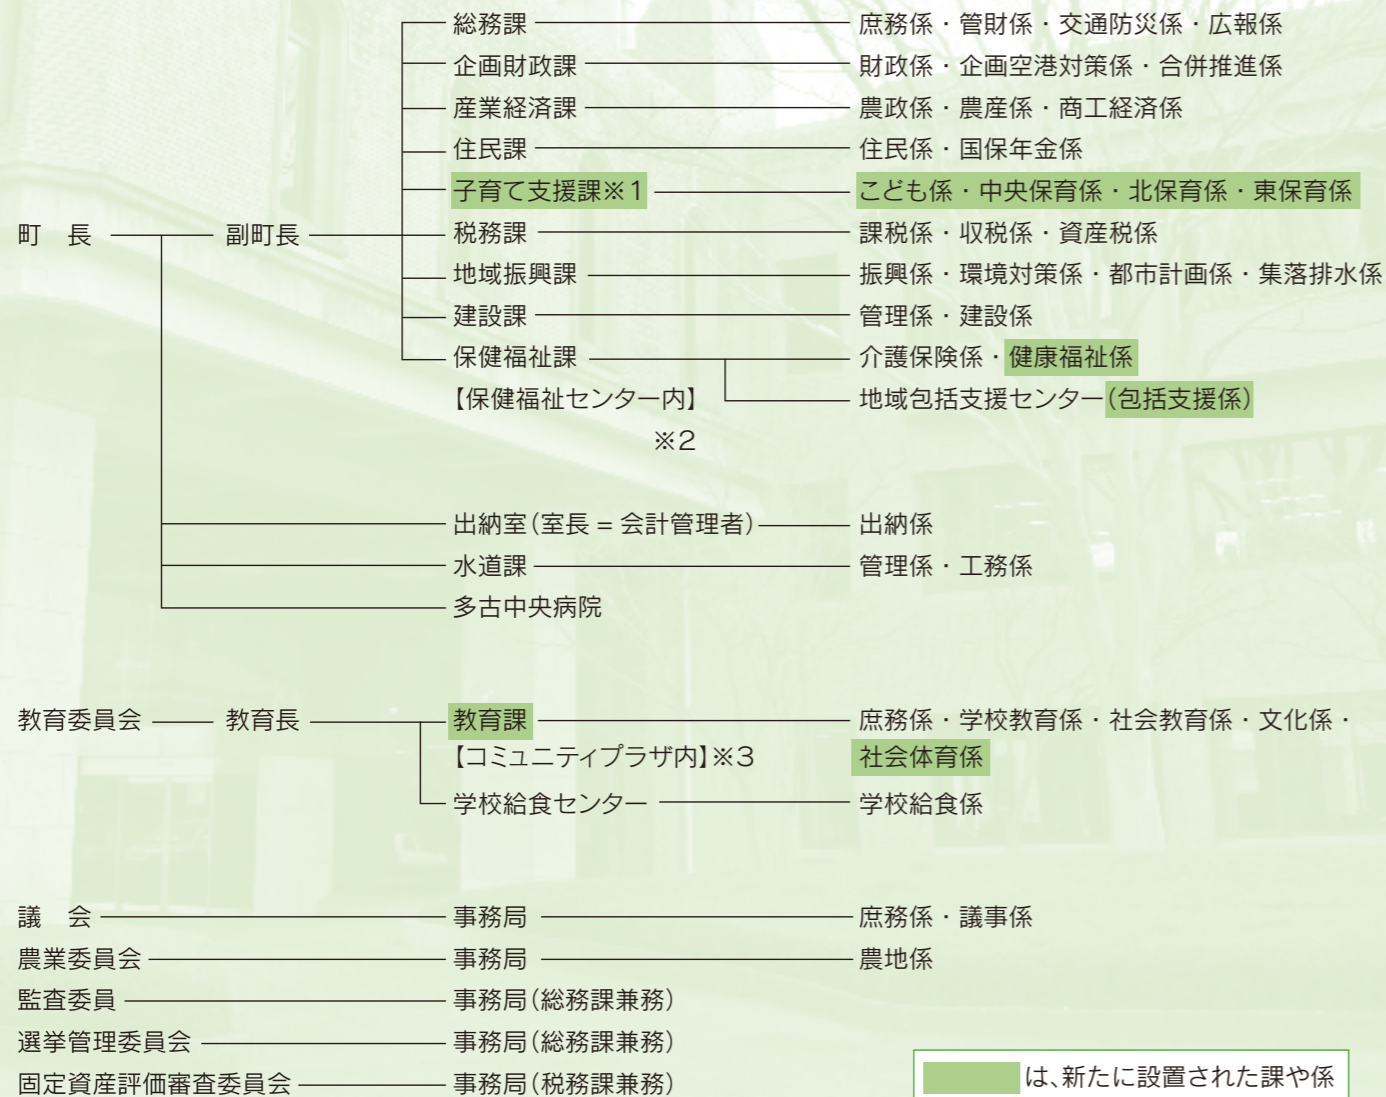 総務課 庶務係・管財係・交通防災係・広報係
企画財政課 財政係・企画空港対策係・合併推進係
産業経済課 農政係・農産係・商工経済係
住民課 住民係・国保年金係
子育て支援課※1 こども係・中央保育係・北保育係・東保育係
町　長 副町長 税務課 課税係・収税係・資産税係
地域振興課 振興係・環境対策係・都市計画係・集落排水係
建設課 管理係・建設係
保健福祉課 介護保険係・健康福祉係
【保健福祉センター内】 地域包括支援センター(包括支援係)
※2
出納室(室長=会計管理者) 出納係
水道課 管理係・工務係
多古中央病院
教育委員会 教育長 教育課 庶務係・学校教育係・社会教育係・文化係・
【コミュニティプラザ内】※3 社会体育係
学校給食センター 学校給食係
議　会 事務局 庶務係・議事係
農業委員会 事務局 農地係
監査委員 事務局(総務課兼務)
選挙管理委員会 事務局(総務課兼務)
固定資産評価審査委員会 事務局(税務課兼務)
は、新たに設置された課や係